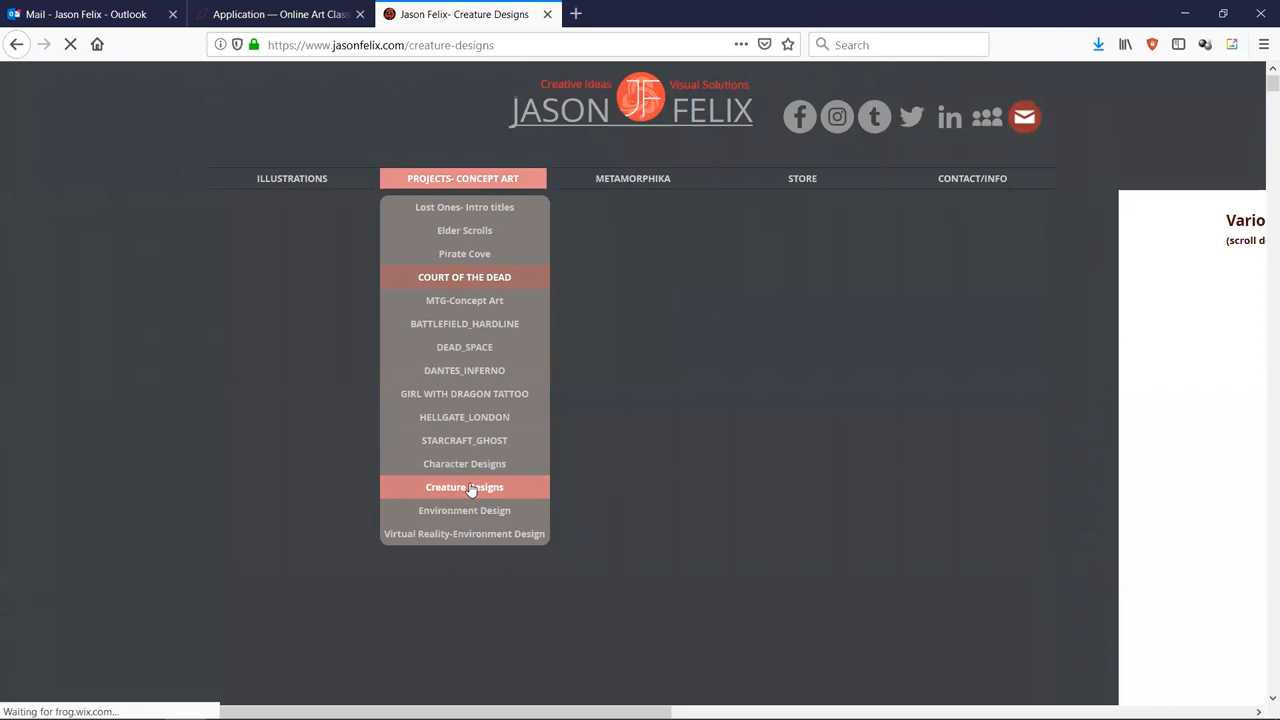 Mail - Jason Felix - Outlook
Application — Online Art Class
Jason Felix- Creature Designs
https://www.jasonfelix.com/creature-designs
Search
Creative Ideas
Visual Solutions
JASON JF FELIX
ILLUSTRATIONS
PROJECTS- CONCEPT ART
METAMORPHIKA
STORE
CONTACT/INFO
Lost Ones- Intro titles
Elder Scrolls
Pirate Cove
COURT OF THE DEAD
MTG-Concept Art
BATTLEFIELD_HARDLINE
DEAD_SPACE
DANTES_INFERNO
GIRL WITH DRAGON TATTOO
HELLGATE_LONDON
STARCRAFT_GHOST
Character Designs
Creature Designs
Environment Design
Virtual Reality-Environment Design
Vario
(scroll d
Waiting for frog.wix.com...